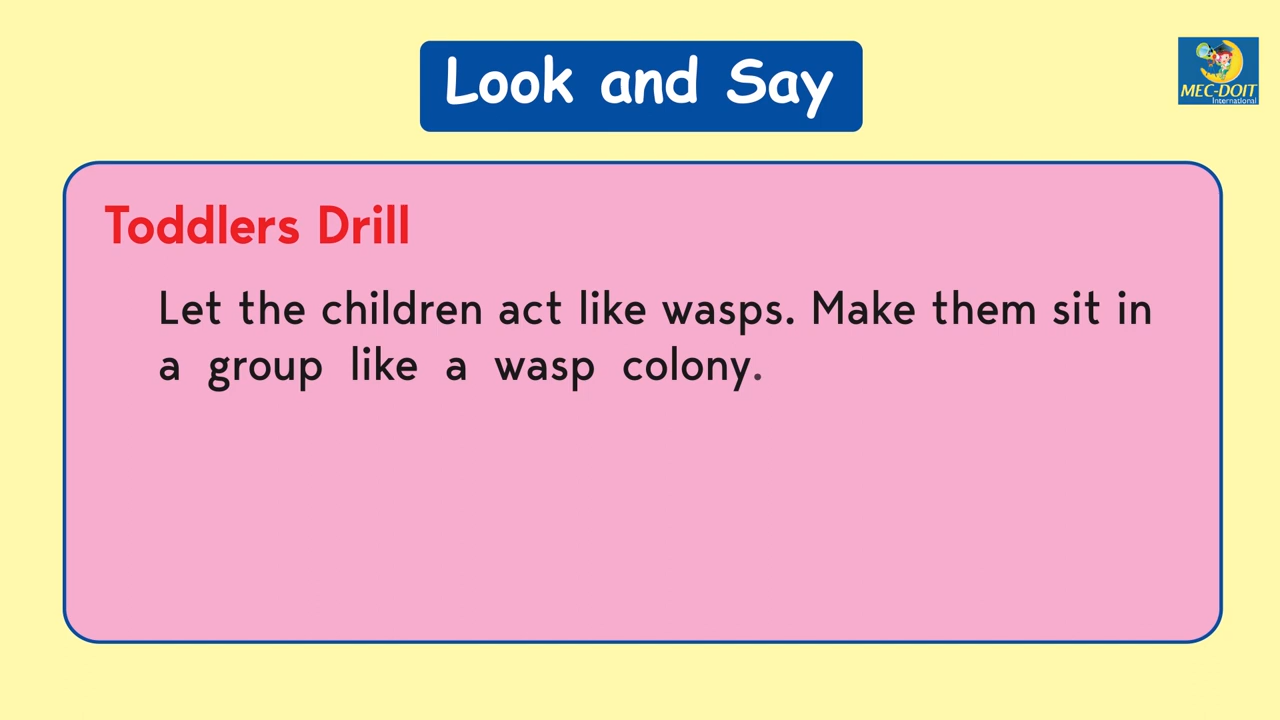 Look and Say
MEC-DOIT
International
Toddlers Drill
Let the children act like wasps. Make them sit in
a group like a wasp colony.